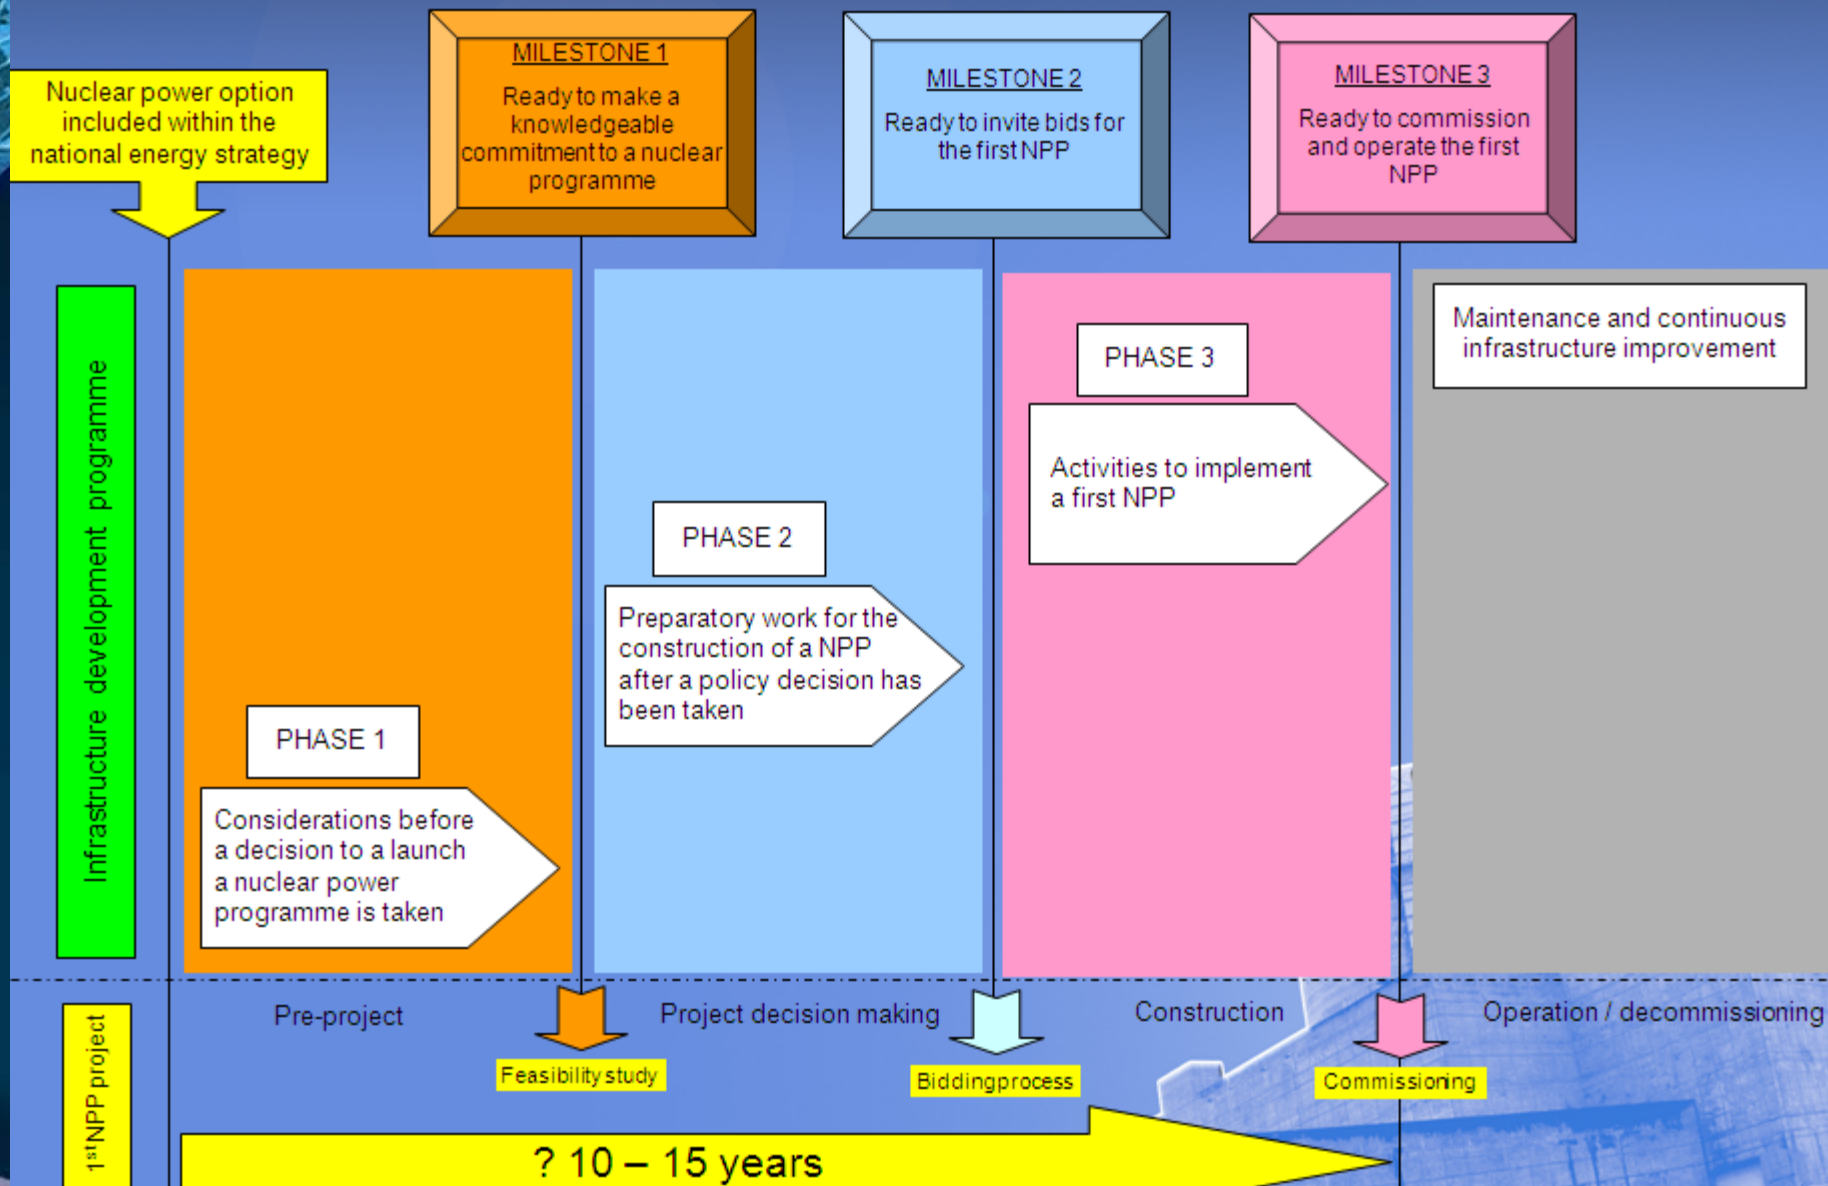 Nuclear power option
included within the
national energy strategy
MILESTONE 1
Ready to make a
knowledgeable
commitment to a nuclear
programme
MILESTONE 2
Ready to invite bids for
the first NPP
MILESTONE 3
Ready to commission
and operate the first
NPP
Infrastructure development programme
PHASE 1
Considerations before
a decision to a launch
a nuclear power
programme is taken
PHASE 2
Preparatory work for the
construction of a NPP
after a policy decision has
been taken
PHASE 3
Activities to implement
a first NPP
Maintenance and continuous
infrastructure improvement
1st NPP project
Pre-project
Project decision making
Construction
Operation / decommissioning
Feasibility study
Bidding process
Commissioning
? 10 – 15 years